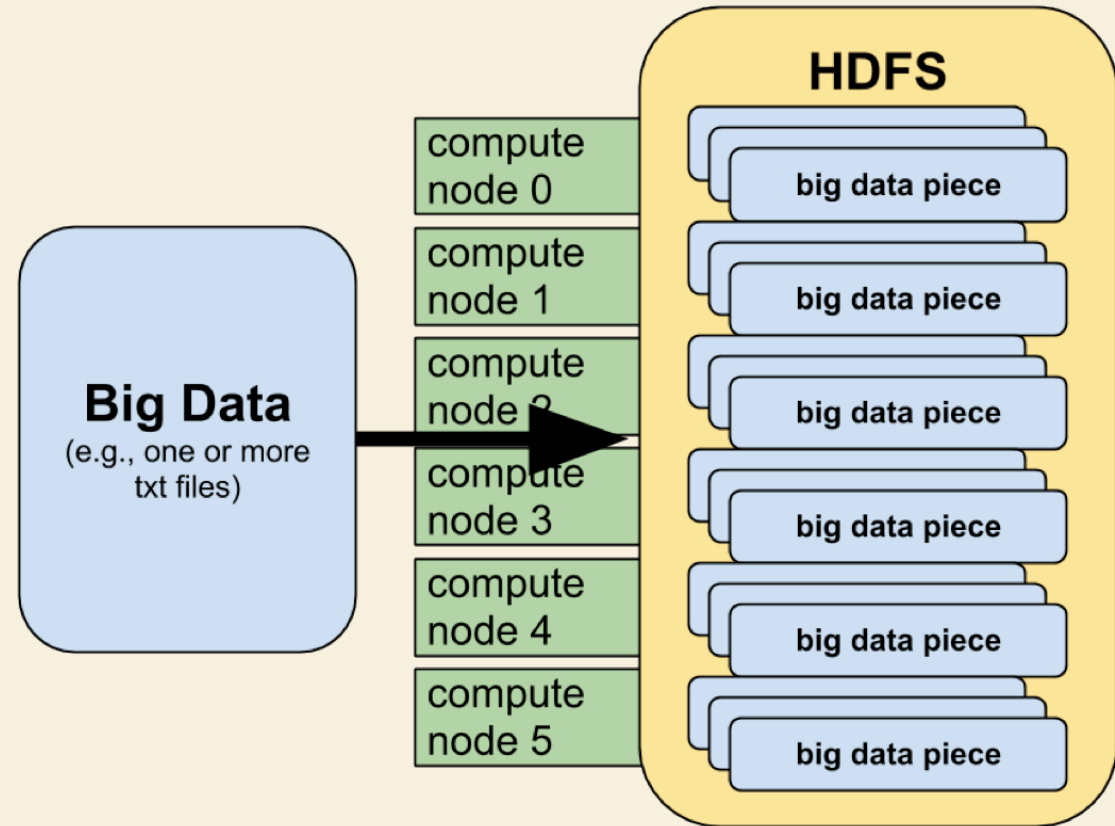 HDFS
compute
node 0
big data piece
compute
node 1
big data piece
compute
node 2
big data piece
Big Data
(e.g., one or more
txt files)
compute
node 3
big data piece
compute
node 4
big data piece
compute
node 5
big data piece